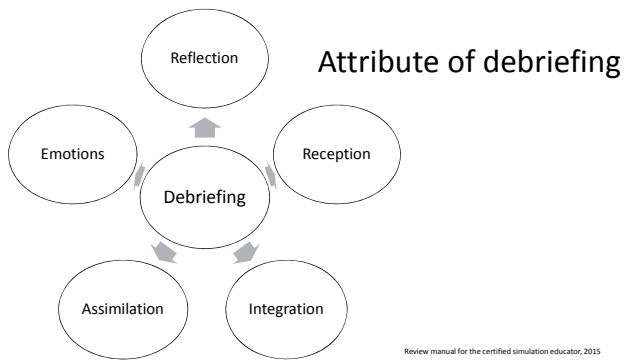 Attribute of debriefing
Reflection
Reception
Integration
Assimilation
Emotions
Debriefing
Review manual for the certified simulation educator, 2015